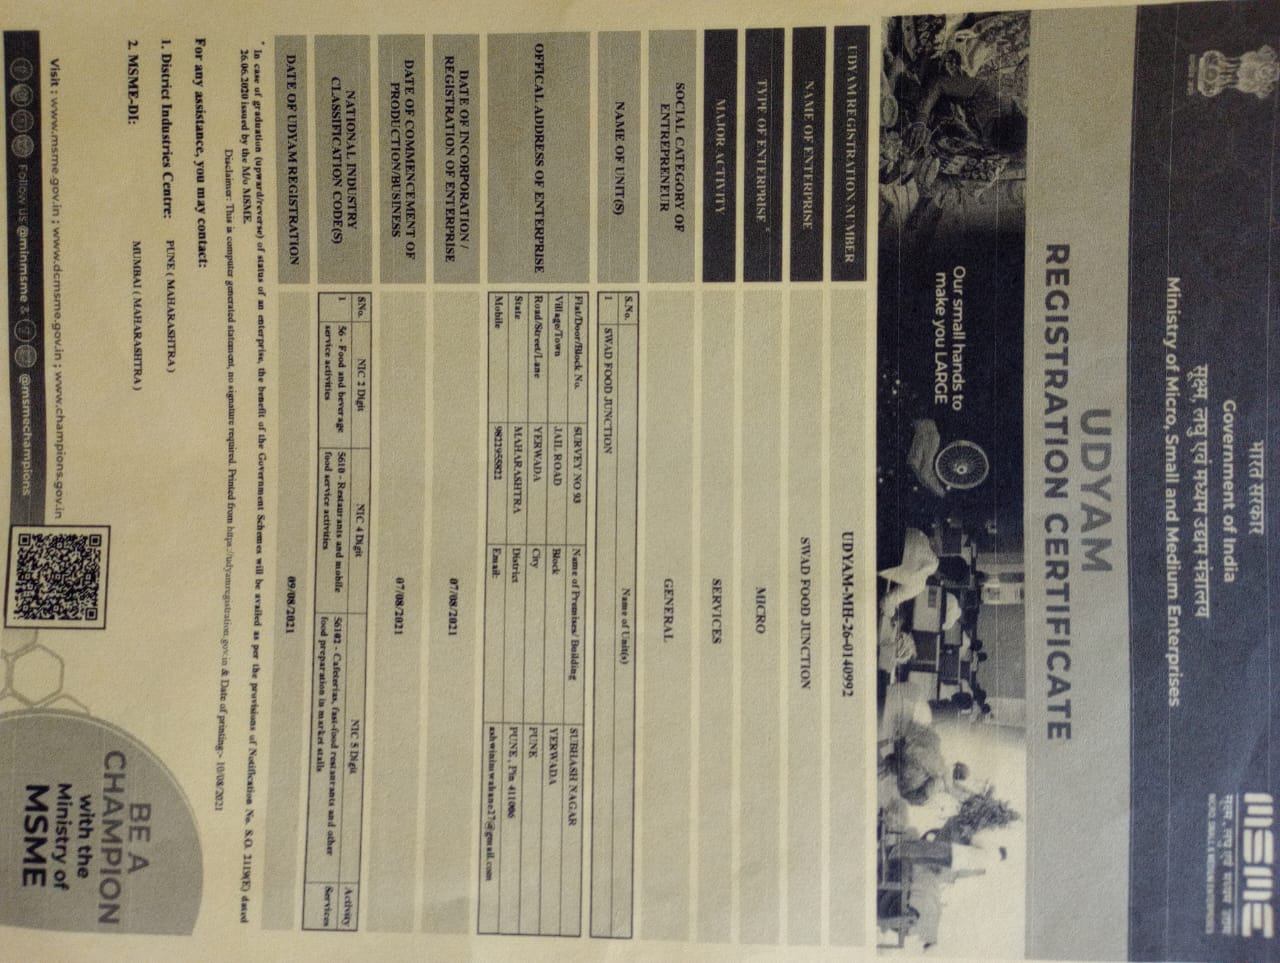 भारत सरकार
Government of India
सूक्ष्म, लघु एवं मध्यम उद्यम मंत्रालय
Ministry of Micro, Small and Medium Enterprises
MSME
सूक्ष्म, लघु एवं मध्यम उद्यम
MICRO, SMALL & MEDIUM ENTERPRISES
UDYAM
REGISTRATION CERTIFICATE
Our small hands to
make you LARGE
UDYAM REGISTRATION NUMBER UDYAM-MH-26-0140992
NAME OF ENTERPRISE SWAD FOOD JUNCTION
TYPE OF ENTERPRISE * MICRO
MAJOR ACTIVITY SERVICES
SOCIAL CATEGORY OF
ENTREPRENEUR
GENERAL
NAME OF UNIT(S)
S.No. Name of Unit(s)
1 SWAD FOOD JUNCTION
OFFICAL ADDRESS OF ENTERPRISE
Flat/Door/Block No. SURVEY NO 93 Name of Premises/ Building SUBHASH NAGAR
Village/Town JAIL ROAD Block YERWADA
Road/Street/Lane YERWADA City PUNE
State MAHARASHTRA District PUNE , Pin 411006
Mobile 9822955822 Email:
DATE OF INCORPORATION /
REGISTRATION OF ENTERPRISE
07/08/2021
DATE OF COMMENCEMENT OF
PRODUCTION/BUSINESS
07/08/2021
NATIONAL INDUSTRY
CLASSIFICATION CODE(S)
SNo. NIC 2 Digit NIC 4 Digit NIC 5 Digit Activity
1 56 - Food and beverage service activities 5610 - Restaurants and mobile food service activities 56102 - Cafeterias, fast-food restaurants and other food preparation in market stalls Services
DATE OF UDYAM REGISTRATION 09/08/2021
* In case of graduation (upward/reverse) of status of an enterprise, the benefit of the Government Schemes will be availed as per the provisions of Notification No. S.O. 2119(E) dated
26.06.2020 issued by the M/o MSME.
Disclaimer: This is computer generated statement, no signature required. Printed from https://udyamregistration.gov.in & Date of printing:- 10/08/2021
For any assistance, you may contact:
1. District Industries Centre: PUNE ( MAHARASHTRA )
2. MSME-DI: MUMBAI ( MAHARASHTRA )
Visit : www.msme.gov.in ; www.dcmsme.gov.in ; www.champions.gov.in
Follow us @minmsme & @msmechampions
BE A
CHAMPION
with the
Ministry of
MSME